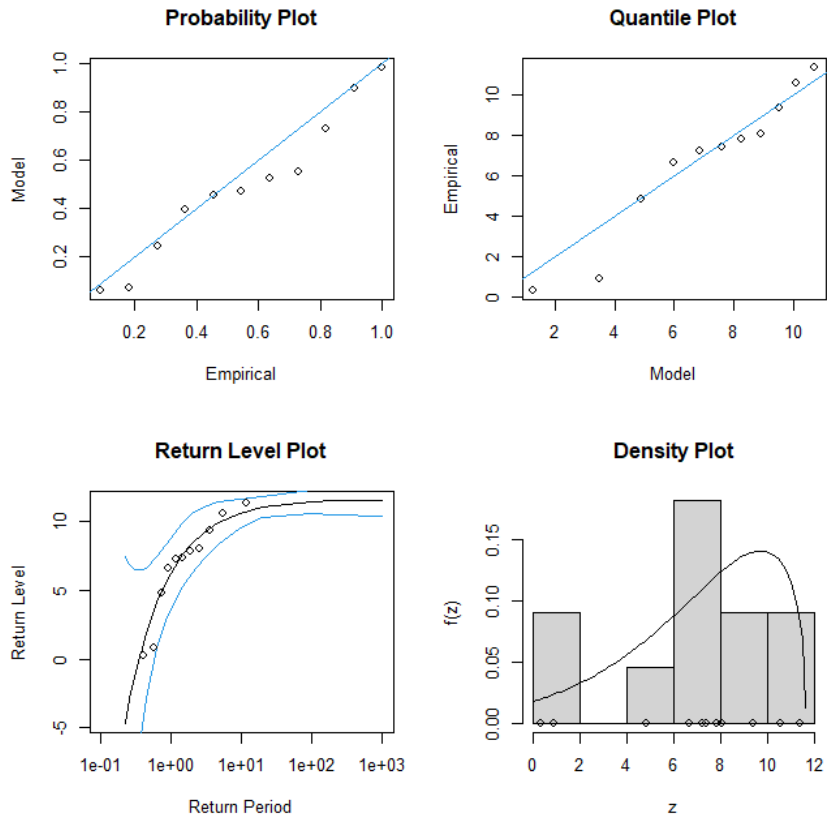 Probability Plot
Model
0.2 0.4 0.6 0.8 1.0
0.2 0.4 0.6 0.8 1.0
Empirical
Quantile Plot
Empirical
0 2 4 6 8 10
2 4 6 8 10
Model
Return Level Plot
Return Level
-5 0 5 10
1e-01 1e+00 1e+01 1e+02 1e+03
Return Period
Density Plot
f(z)
0.00 0.05 0.10 0.15
0 2 4 6 8 10 12
z